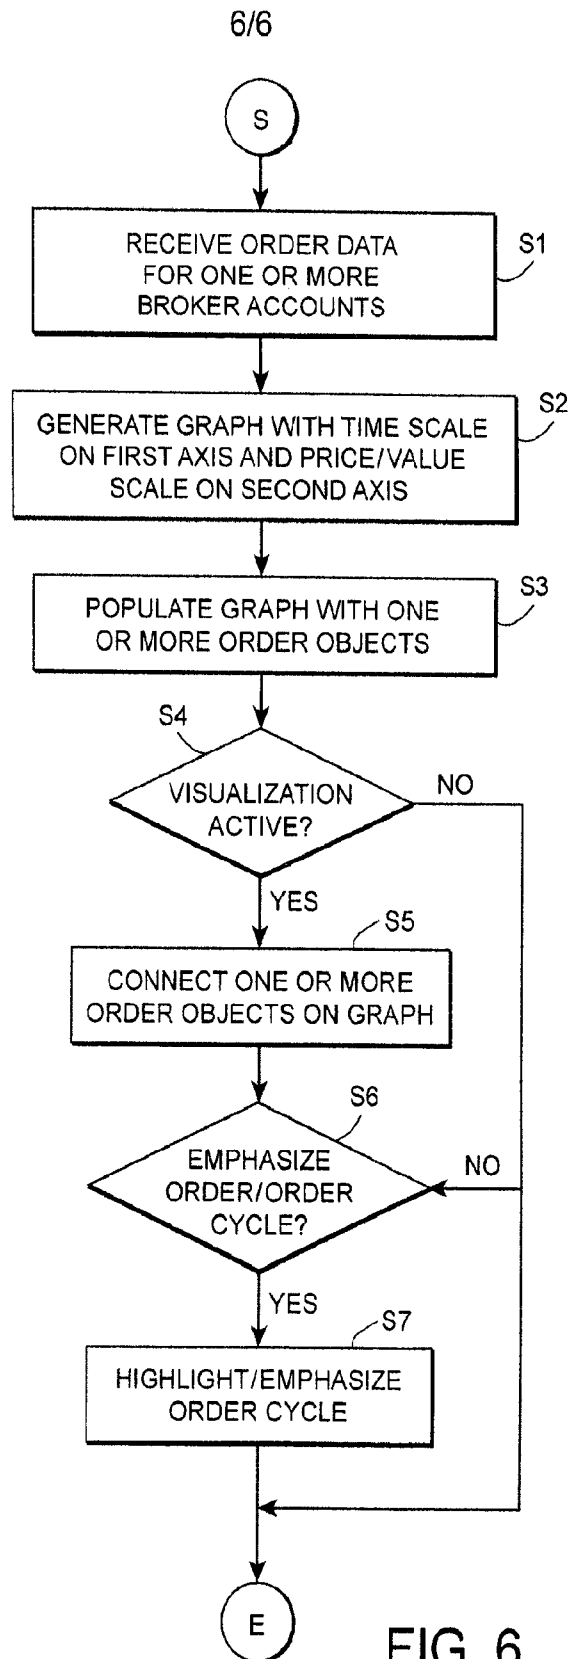 6/6
S
RECEIVE ORDER DATA
FOR ONE OR MORE
BROKER ACCOUNTS
S1
GENERATE GRAPH WITH TIME SCALE
ON FIRST AXIS AND PRICE/VALUE
SCALE ON SECOND AXIS
S2
POPULATE GRAPH WITH ONE
OR MORE ORDER OBJECTS
S3
S4
VISUALIZATION
ACTIVE?
NO
YES
S5
CONNECT ONE OR MORE
ORDER OBJECTS ON GRAPH
S6
EMPHASIZE
ORDER/ORDER
CYCLE?
NO
YES
S7
HIGHLIGHT/EMPHASIZE
ORDER CYCLE
E
FIG. 6